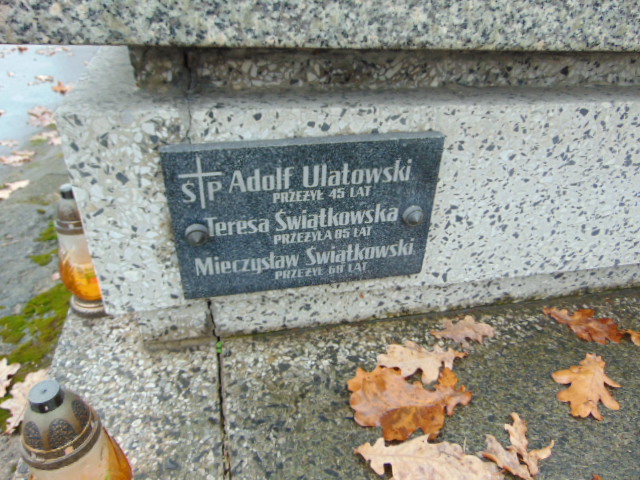 ŚP Adolf Ulatowski
PRZEŻYŁ 45 LAT
Teresa Świątkowska
PRZEŻYŁA 85 LAT
Mieczysław Świątkowski
PRZEŻYŁ 68 LAT